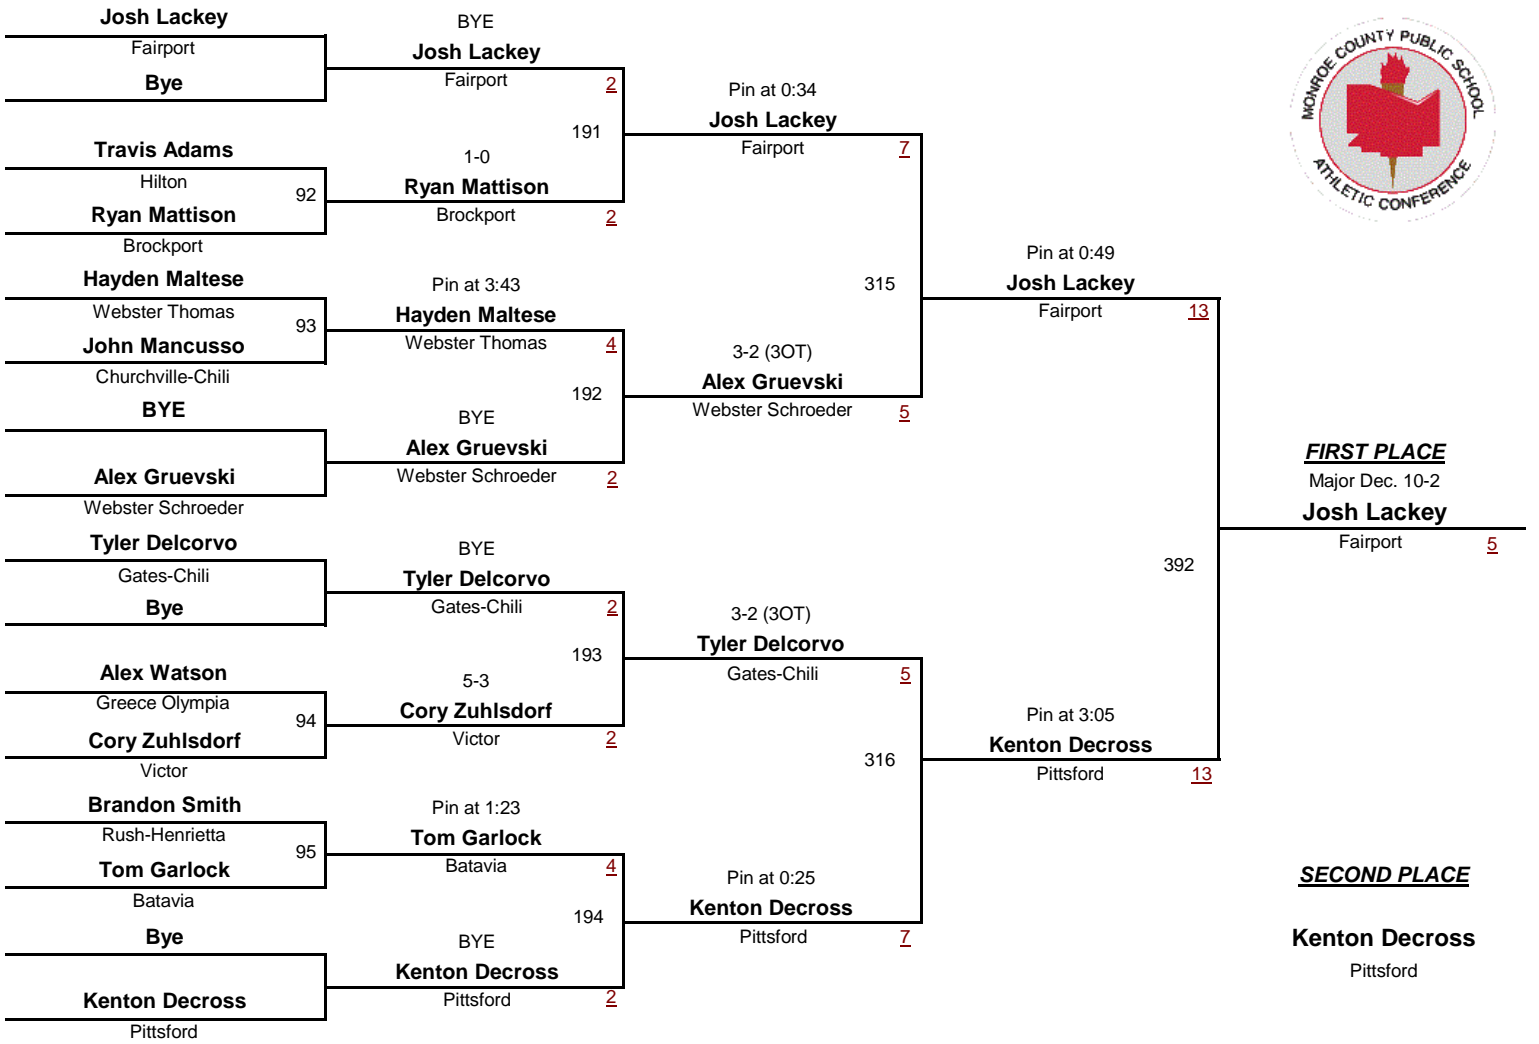 Josh Lackey
Fairport
Bye
Travis Adams
Hilton
92
Ryan Mattison
Brockport
Hayden Maltese
Webster Thomas
93
John Mancusso
Churchville-Chili
BYE
Alex Gruevski
Webster Schroeder
Tyler Delcorvo
Gates-Chili
Bye
Alex Watson
Greece Olympia
94
Cory Zuhlsdorf
Victor
Brandon Smith
Rush-Henrietta
95
Tom Garlock
Batavia
Bye
Kenton Decross
Pittsford
BYE
Josh Lackey
Fairport 2
191
1-0
Ryan Mattison
Brockport 2
Pin at 3:43
Hayden Maltese
Webster Thomas 4
192
BYE
Alex Gruevski
Webster Schroeder 2
BYE
Tyler Delcorvo
Gates-Chili 2
193
5-3
Cory Zuhlsdorf
Victor 2
Pin at 1:23
Tom Garlock
Batavia 4
194
BYE
Kenton Decross
Pittsford 2
Pin at 0:34
Josh Lackey
Fairport 7
315
3-2 (3OT)
Alex Gruevski
Webster Schroeder 5
3-2 (3OT)
Tyler Delcorvo
Gates-Chili 5
316
Pin at 0:25
Kenton Decross
Pittsford 7
Pin at 0:49
Josh Lackey
Fairport 13
392
Pin at 3:05
Kenton Decross
Pittsford 13
MONROE COUNTY PUBLIC SCHOOL
ATHLETIC CONFERENCE
FIRST PLACE
Major Dec. 10-2
Josh Lackey
Fairport 5
SECOND PLACE
Kenton Decross
Pittsford